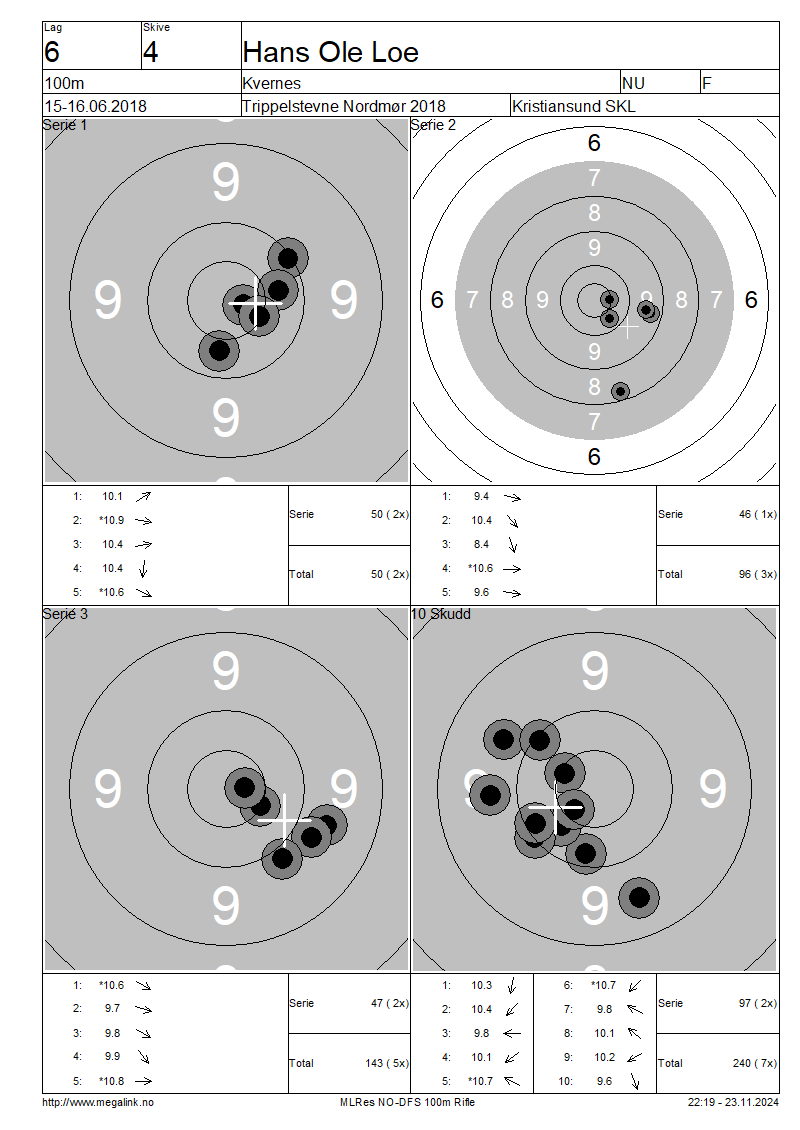 Lag Skive
6 4 Hans Ole Loe
100m Kvernes NU F
15-16.06.2018 Trippelstevne Nordmør 2018 Kristiansund SKL
Serie 1
9
9 9
9
Serie 2
6
7
8
9
6 7 8 9 9 8 7 6
9
8
7
6
1: 10.1
2: *10.9
3: 10.4
4: 10.4
5: *10.6
Serie 50 ( 2x)
Total 50 ( 2x)
1: 9.4
2: 10.4
3: 8.4
4: *10.6
5: 9.6
Serie 46 ( 1x)
Total 96 ( 3x)
Serie 3
9
9 9
9
10 Skudd
9
9 9
9
1: *10.6
2: 9.7
3: 9.8
4: 9.9
5: *10.8
Serie 47 ( 2x)
Total 143 ( 5x)
1: 10.3 6: *10.7
2: 10.4 7: 9.8
3: 9.8 8: 10.1
4: 10.1 9: 10.2
5: *10.7 10: 9.6
Serie 97 ( 2x)
Total 240 ( 7x)
http://www.megalink.no MLRes NO-DFS 100m Rifle 22:19 - 23.11.2024